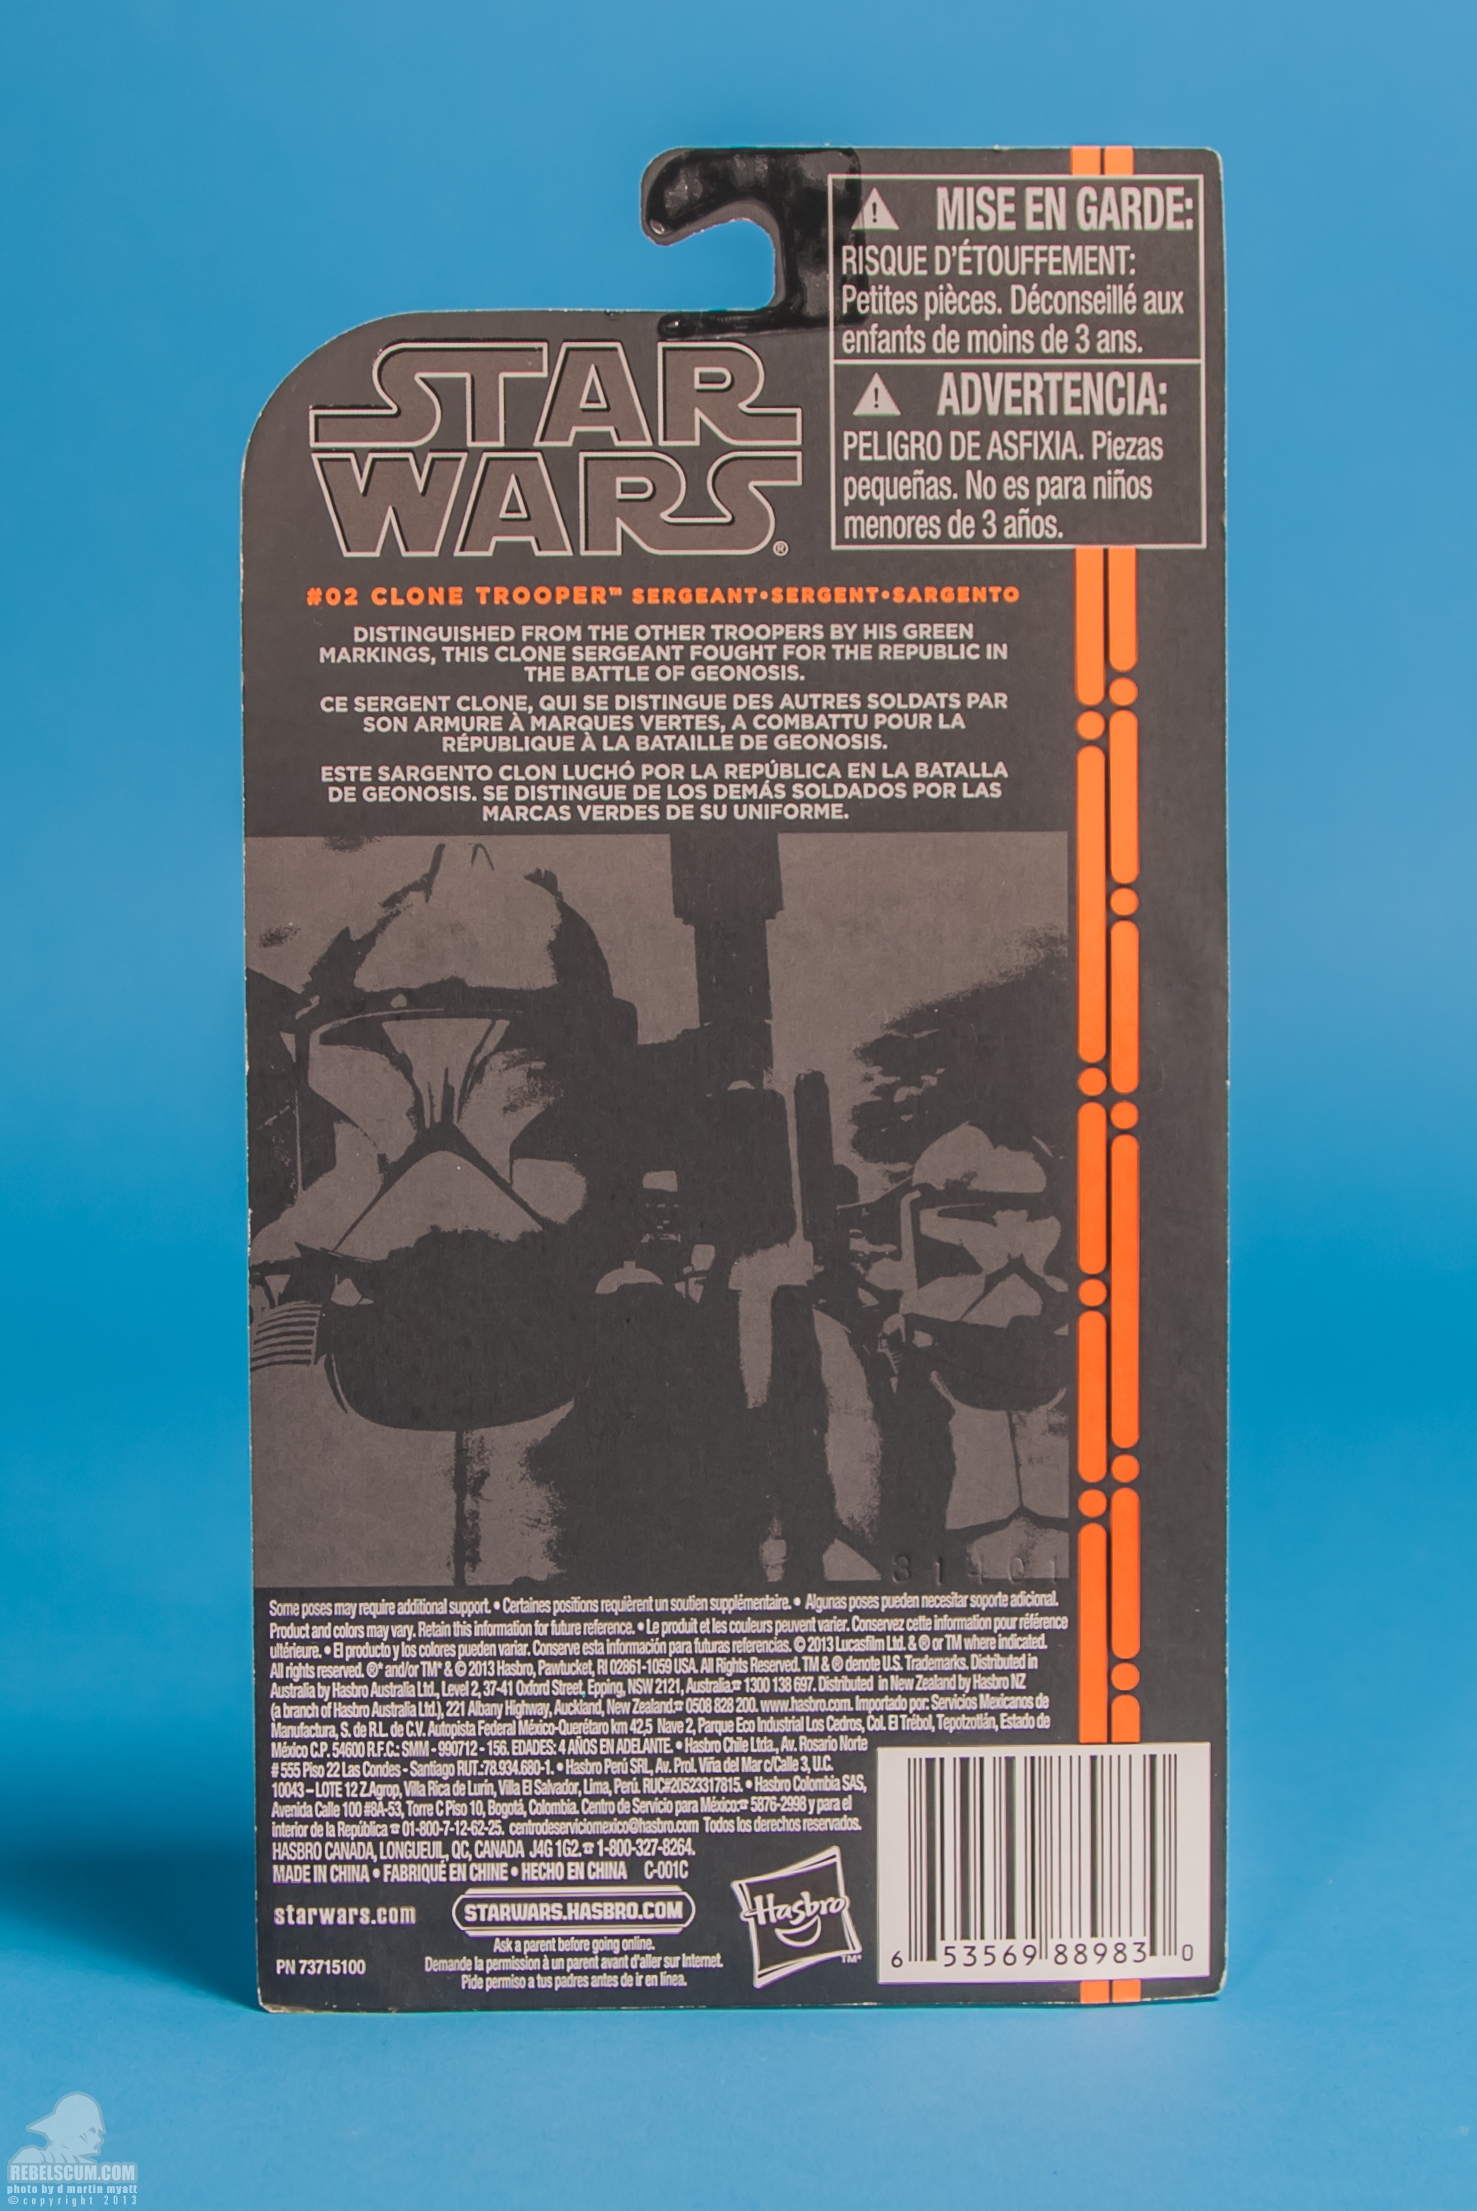 MISE EN GARDE:
RISQUE D'ÉTOUFFEMENT:
Petites pièces. Déconseillé aux
enfants de moins de 3 ans.
ADVERTENCIA:
PELIGRO DE ASFIXIA. Piezas
pequeñas. No es para niños
menores de 3 años.
STAR
WARS®
#02 CLONE TROOPER™ SERGEANT•SERGENT•SARGENTO
DISTINGUISHED FROM THE OTHER TROOPERS BY HIS GREEN
MARKINGS, THIS CLONE SERGEANT FOUGHT FOR THE REPUBLIC IN
THE BATTLE OF GEONOSIS.
CE SERGENT CLONE, QUI SE DISTINGUE DES AUTRES SOLDATS PAR
SON ARMURE À MARQUES VERTES, A COMBATTU POUR LA
RÉPUBLIQUE À LA BATAILLE DE GEONOSIS.
ESTE SARGENTO CLON LUCHÓ POR LA REPÚBLICA EN LA BATALLA
DE GEONOSIS. SE DISTINGUE DE LOS DEMÁS SOLDADOS POR LAS
MARCAS VERDES DE SU UNIFORME.
31401
Some poses may require additional support. • Certaines positions requièrent un soutien supplémentaire. • Algunas poses pueden necesitar soporte adicional.
Product and colors may vary. Retain this information for future reference. • Le produit et les couleurs peuvent varier. Conservez cette information pour référence
ultérieure. • El producto y los colores pueden variar. Conserve esta información para futuras referencias. © 2013 Lucasfilm Ltd. & ® or TM where indicated.
All rights reserved. ®* and/or TM* & © 2013 Hasbro, Pawtucket, RI 02861-1059 USA. All Rights Reserved. TM & ® denote U.S. Trademarks. Distributed in
Australia by Hasbro Australia Ltd., Level 2, 37-41 Oxford Street, Epping, NSW 2121, Australia ☎ 1300 138 697. Distributed in New Zealand by Hasbro NZ
(a branch of Hasbro Australia Ltd.), 221 Albany Highway, Auckland, New Zealand ☎ 0508 828 200. www.hasbro.com. Importado por: Servicios Mexicanos de
Manufactura, S. de R.L. de C.V. Autopista Federal México-Querétaro km 42,5 Nave 2, Parque Eco Industrial Los Cedros, Col. El Trébol, Tepotzotlán, Estado de
México C.P. 54600 R.F.C.: SMM - 990712 - 156. EDADES: 4 AÑOS EN ADELANTE. • Hasbro Chile Ltda., Av. Rosario Norte
# 555 Piso 22 Las Condes - Santiago RUT.:78.934.680-1. • Hasbro Perú SRL, Av. Prol. Viña del Mar c/Calle 3, U.C.
10043 – LOTE 12 Z.Agrop, Villa Rica de Lurín, Villa El Salvador, Lima, Perú. RUC#20523317815. • Hasbro Colombia SAS,
Avenida Calle 100 #8A-53, Torre C Piso 10, Bogotá, Colombia. Centro de Servicio para México:☎ 5876-2998 y para el
interior de la República ☎ 01-800-7-12-62-25. centrodeserviciomexico@hasbro.com Todos los derechos reservados.
HASBRO CANADA, LONGUEUIL, QC, CANADA J4G 1G2. ☎ 1-800-327-8264.
MADE IN CHINA • FABRIQUÉ EN CHINE • HECHO EN CHINA C-001C
starwars.com
STARWARS.HASBRO.COM
Ask a parent before going online.
Demande la permission à un parent avant d'aller sur Internet.
Pide permiso a tus padres antes de ir en línea.
PN 73715100
Hasbro
TM*
6 53569 88983 0
REBELSCUM.COM
photo by d martin myatt
©copyright 2013